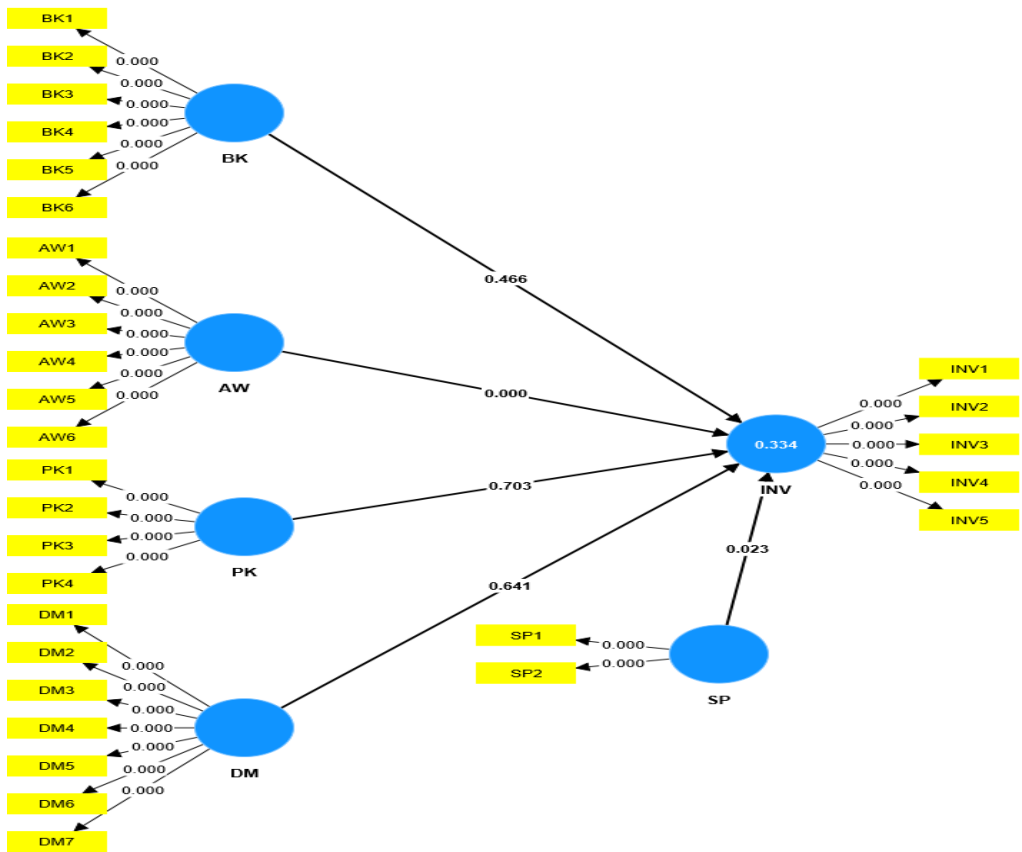 BK1
0.000
BK2
0.000
BK3
0.000
BK4
0.000
BK5
0.000
BK6
0.000
BK
AW1
0.000
AW2
0.000
AW3
0.000
AW4
0.000
AW5
0.000
AW6
0.000
AW
PK1
0.000
PK2
0.000
PK3
0.000
PK4
0.000
PK
DM1
0.000
DM2
0.000
DM3
0.000
DM4
0.000
DM5
0.000
DM6
0.000
DM7
0.000
DM
0.466
0.000
0.703
0.641
0.023
SP1
0.000
SP2
0.000
SP
0.334
INV
INV1
0.000
INV2
0.000
INV3
0.000
INV4
0.000
INV5
0.000